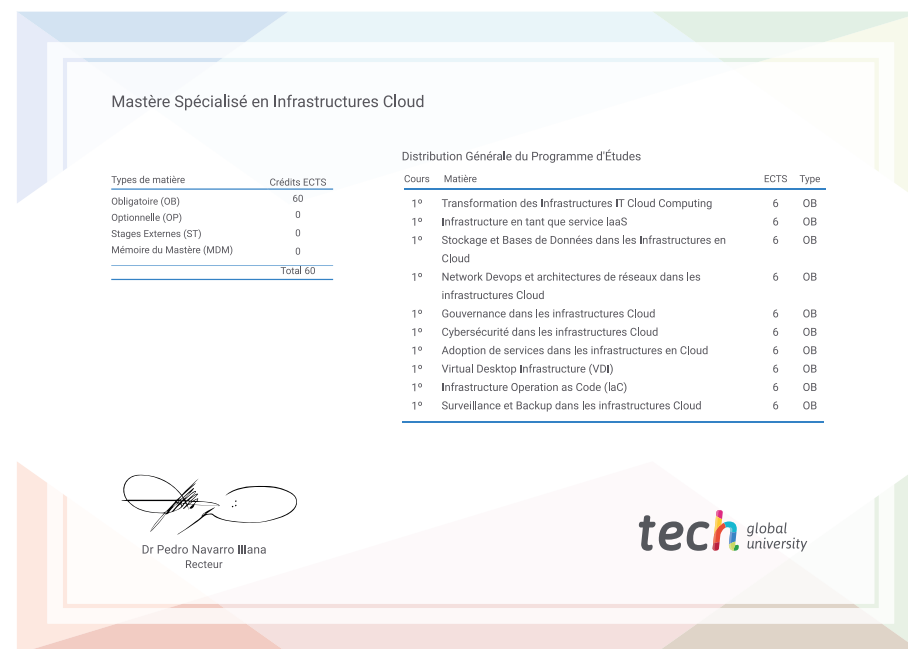 Mastère Spécialisé en Infrastructures Cloud
Types de matière Crédits ECTS
Obligatoire (OB) 60
Optionnelle (OP) 0
Stages Externes (ST) 0
Mémoire du Mastère (MDM) 0
Total 60
Distribution Générale du Programme d'Études
Cours Matière ECTS Type
1º Transformation des Infrastructures IT Cloud Computing 6 OB
1º Infrastructure en tant que service IaaS 6 OB
1º Stockage et Bases de Données dans les Infrastructures en 6 OB
Cloud
1º Network Devops et architectures de réseaux dans les 6 OB
infrastructures Cloud
1º Gouvernance dans les infrastructures Cloud 6 OB
1º Cybersécurité dans les infrastructures Cloud 6 OB
1º Adoption de services dans les infrastructures en Cloud 6 OB
1º Virtual Desktop Infrastructure (VDI) 6 OB
1º Infrastructure Operation as Code (IaC) 6 OB
1º Surveillance et Backup dans les infrastructures Cloud 6 OB
Dr Pedro Navarro Illana
Recteur
tech global
university